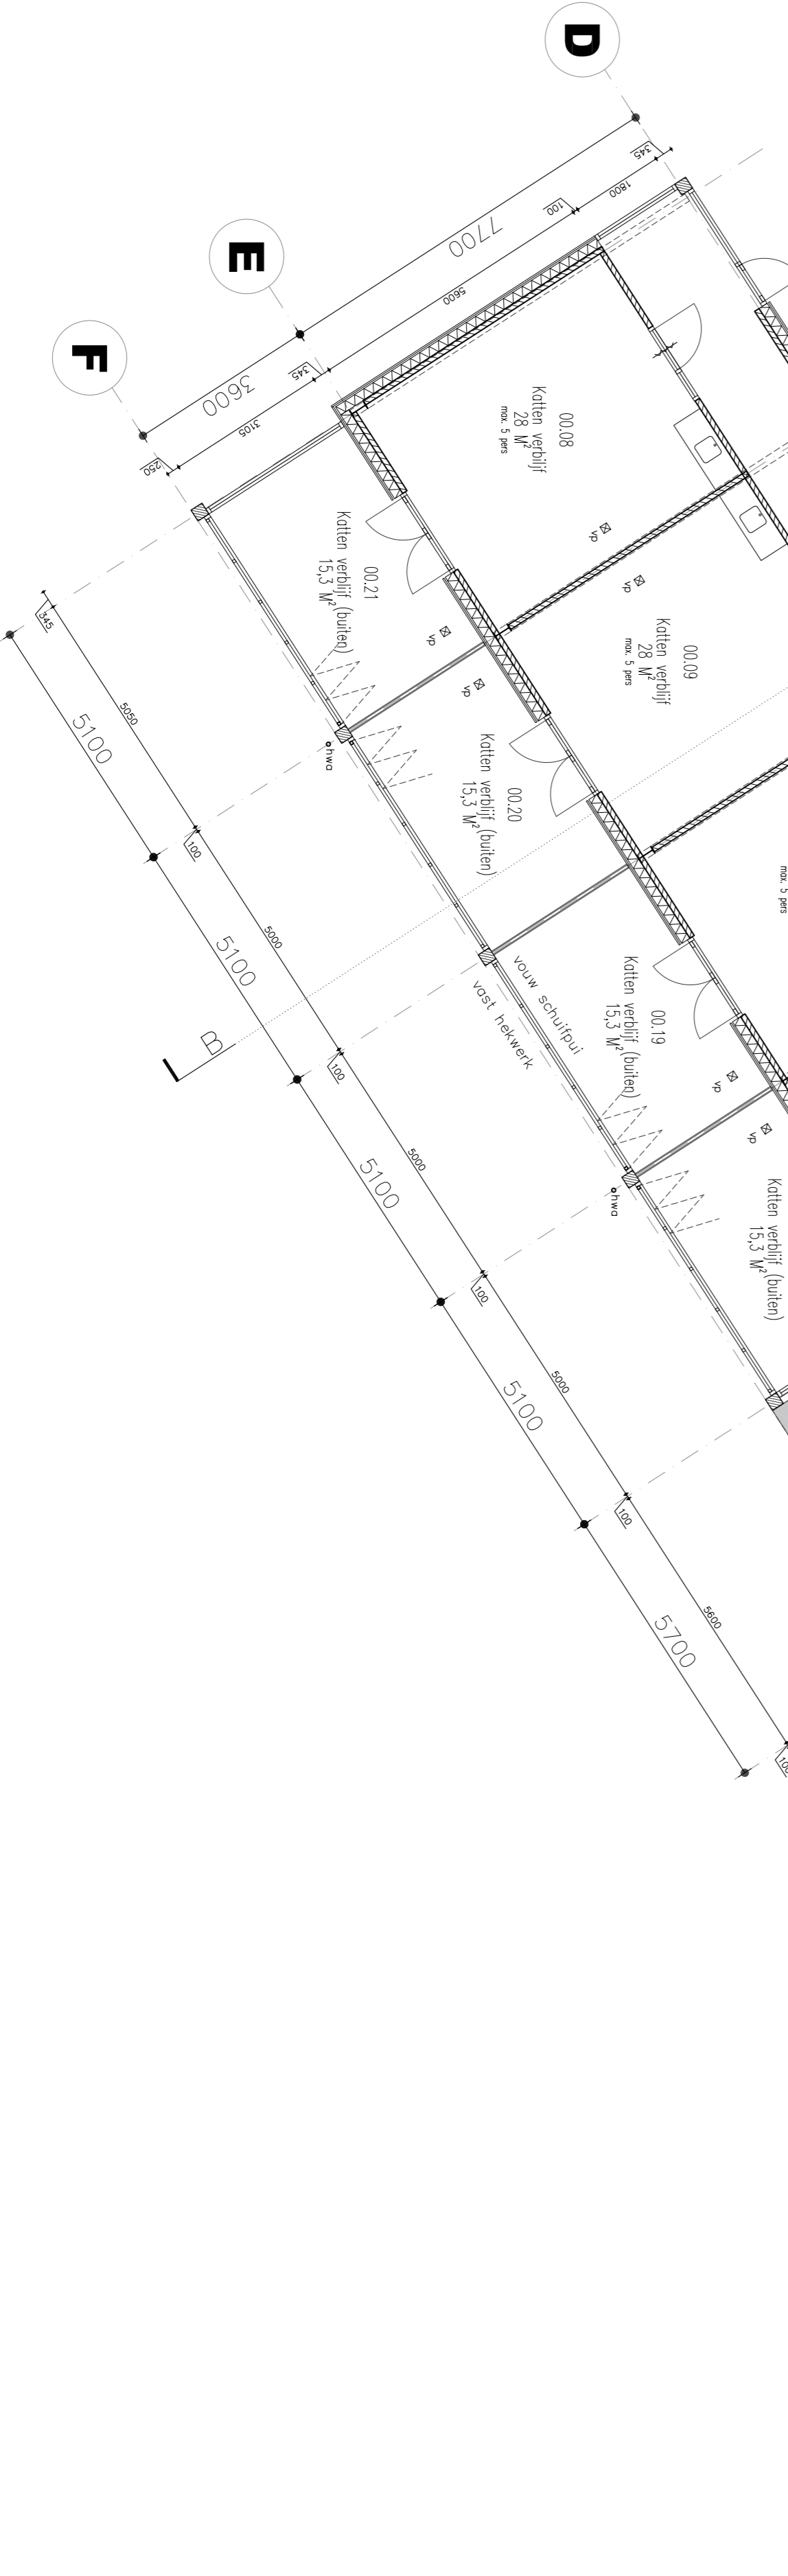 D
E
F
345
1800
100
7700
5600
345
3600
3105
250
00.08
Katten verbilijf
28 M²
max. 5 pers
vp
vp
00.09
Katten verblijf
28 M²
max. 5 pers
max. 5 pers
00.21
Katten verblijf (buiten)
15,3 M²
vp
vp
hwa
00.20
Katten verblijf (buiten)
15,3 M²
vouw schuifpui
vast hekwerk
00.19
Katten verblijf (buiten)
15,3 M²
vp
vp
hwa
Katten verblijf (buiten)
15,3 M²
345
5050
5100
100
5000
5100
B
100
5000
5100
100
5000
5100
100
5600
5700
100